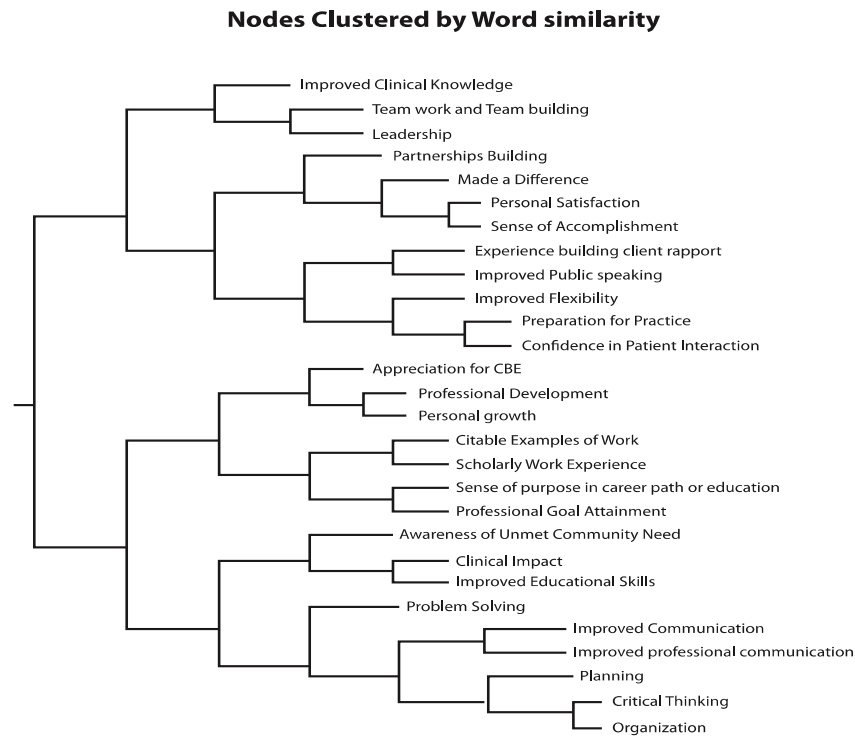 Nodes Clustered by Word similarity
Improved Clinical Knowledge
Team work and Team building
Leadership
Partnerships Building
Made a Difference
Personal Satisfaction
Sense of Accomplishment
Experience building client rapport
Improved Public speaking
Improved Flexibility
Preparation for Practice
Confidence in Patient Interaction
Appreciation for CBE
Professional Development
Personal growth
Citable Examples of Work
Scholarly Work Experience
Sense of purpose in career path or education
Professional Goal Attainment
Awareness of Unmet Community Need
Clinical Impact
Improved Educational Skills
Problem Solving
Improved Communication
Improved professional communication
Planning
Critical Thinking
Organization